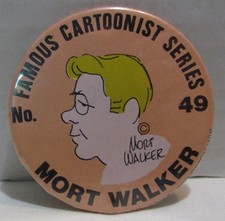 FAMOUS CARTOONIST SERIES
No. 49
©
MORT
WALKER
MORT WALKER